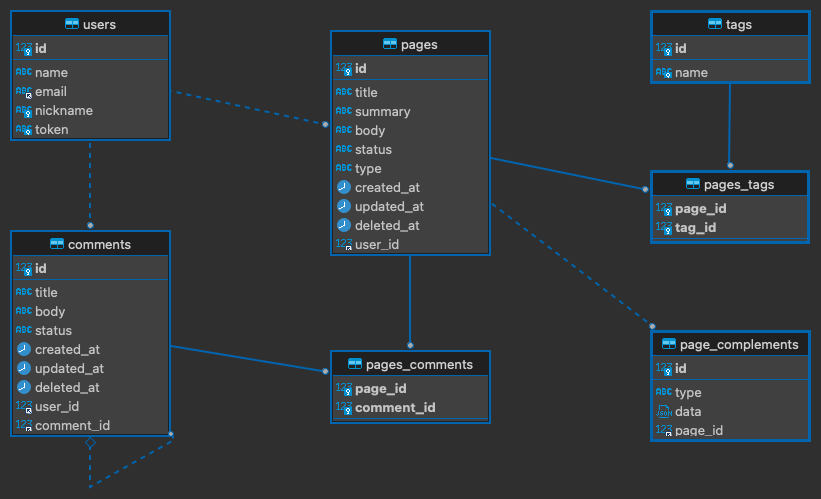 users
123 id
ABC name
ABC email
ABC nickname
ABC token
pages
123 id
ABC title
ABC summary
ABC body
ABC status
ABC type
created_at
updated_at
deleted_at
123 user_id
tags
123 id
ABC name
pages_tags
123 page_id
123 tag_id
comments
123 id
ABC title
ABC body
ABC status
created_at
updated_at
deleted_at
123 user_id
123 comment_id
pages_comments
123 page_id
123 comment_id
page_complements
123 id
ABC type
JSON data
123 page_id